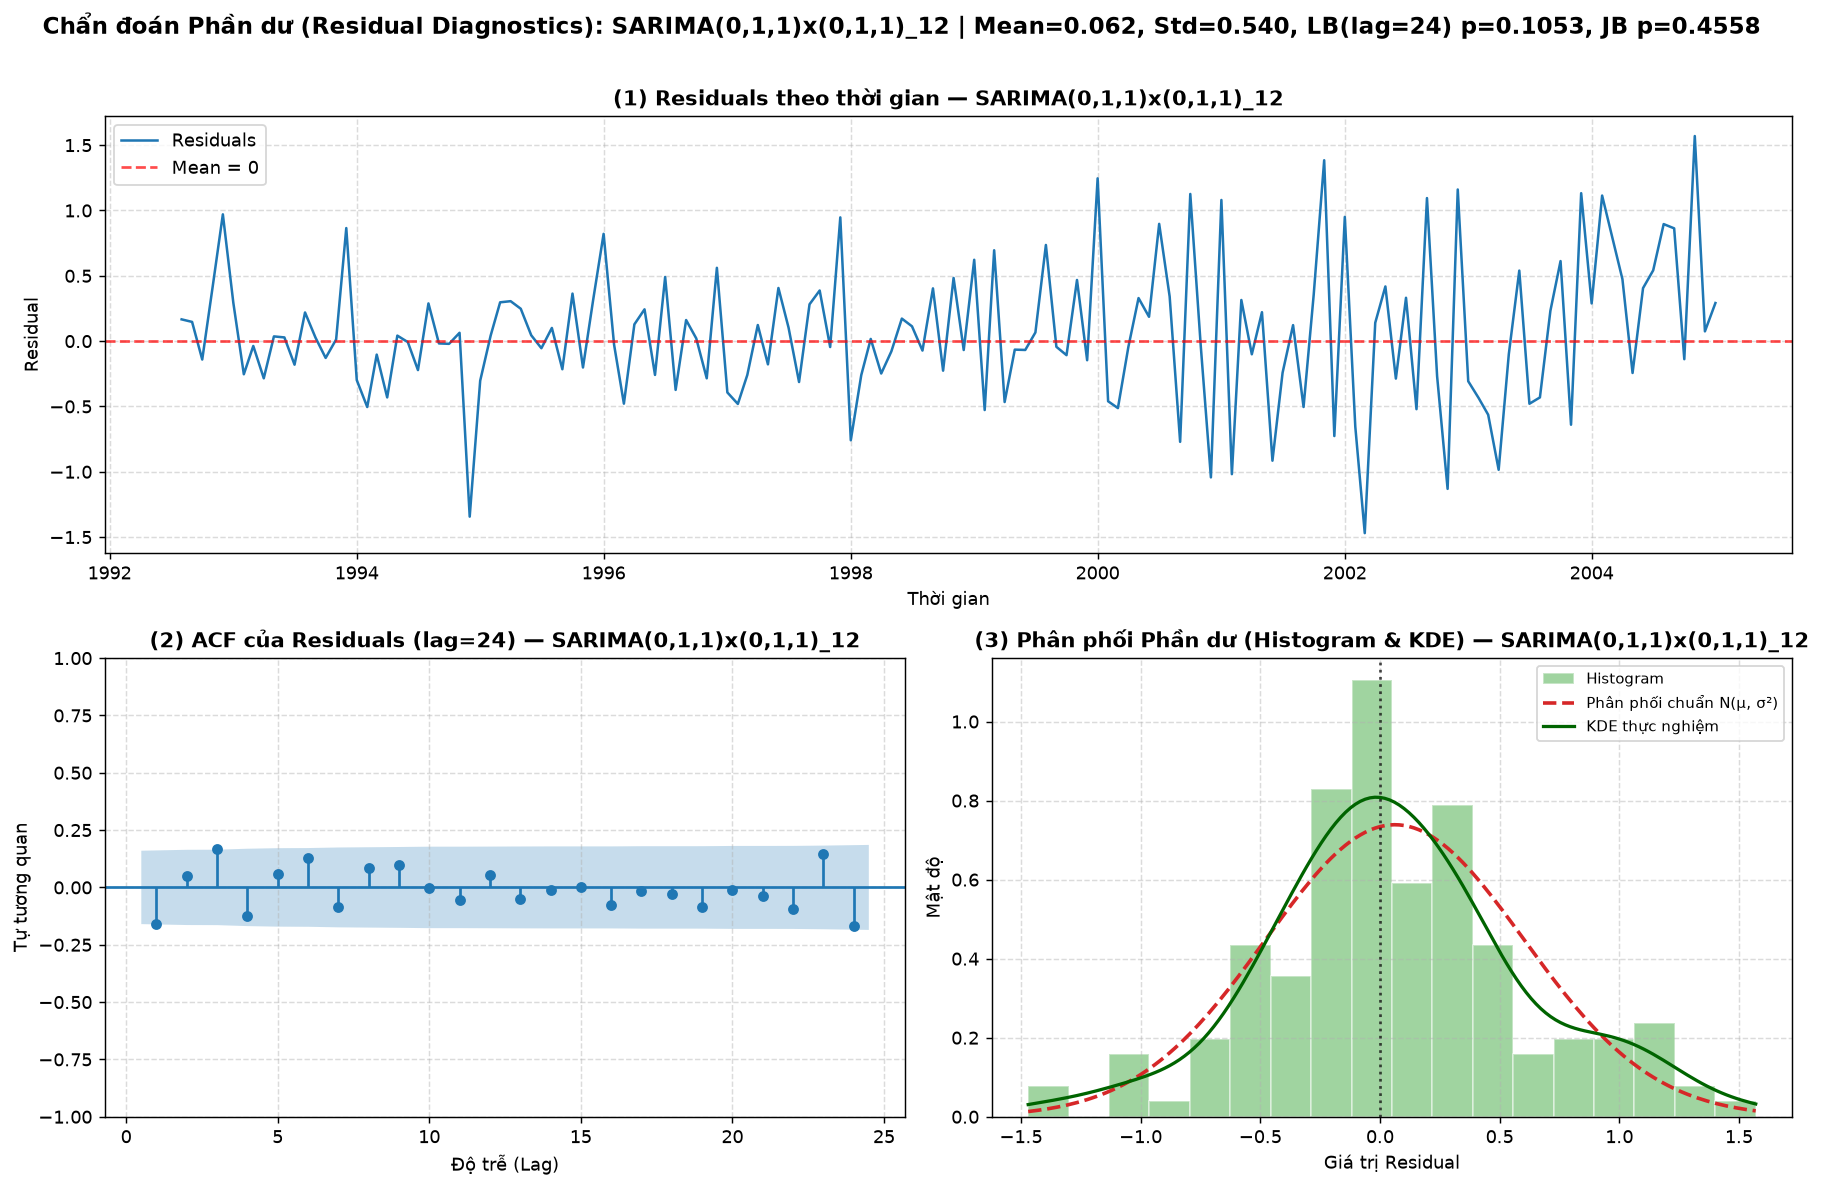 Chẩn đoán Phần dư (Residual Diagnostics): SARIMA(0,1,1)x(0,1,1)_12 | Mean=0.062, Std=0.540, LB(lag=24) p=0.1053, JB p=0.4558
(1) Residuals theo thời gian — SARIMA(0,1,1)x(0,1,1)_12
Residuals
Mean = 0
Residual
1.5
1.0
0.5
0.0
−0.5
−1.0
−1.5
1992 1994 1996 1998 2000 2002 2004
Thời gian
(2) ACF của Residuals (lag=24) — SARIMA(0,1,1)x(0,1,1)_12
Tự tương quan
1.00
0.75
0.50
0.25
0.00
−0.25
−0.50
−0.75
−1.00
0 5 10 15 20 25
Độ trễ (Lag)
(3) Phân phối Phần dư (Histogram & KDE) — SARIMA(0,1,1)x(0,1,1)_12
Histogram
Phân phối chuẩn N(μ, σ²)
KDE thực nghiệm
Mật độ
1.0
0.8
0.6
0.4
0.2
0.0
−1.5 −1.0 −0.5 0.0 0.5 1.0 1.5
Giá trị Residual